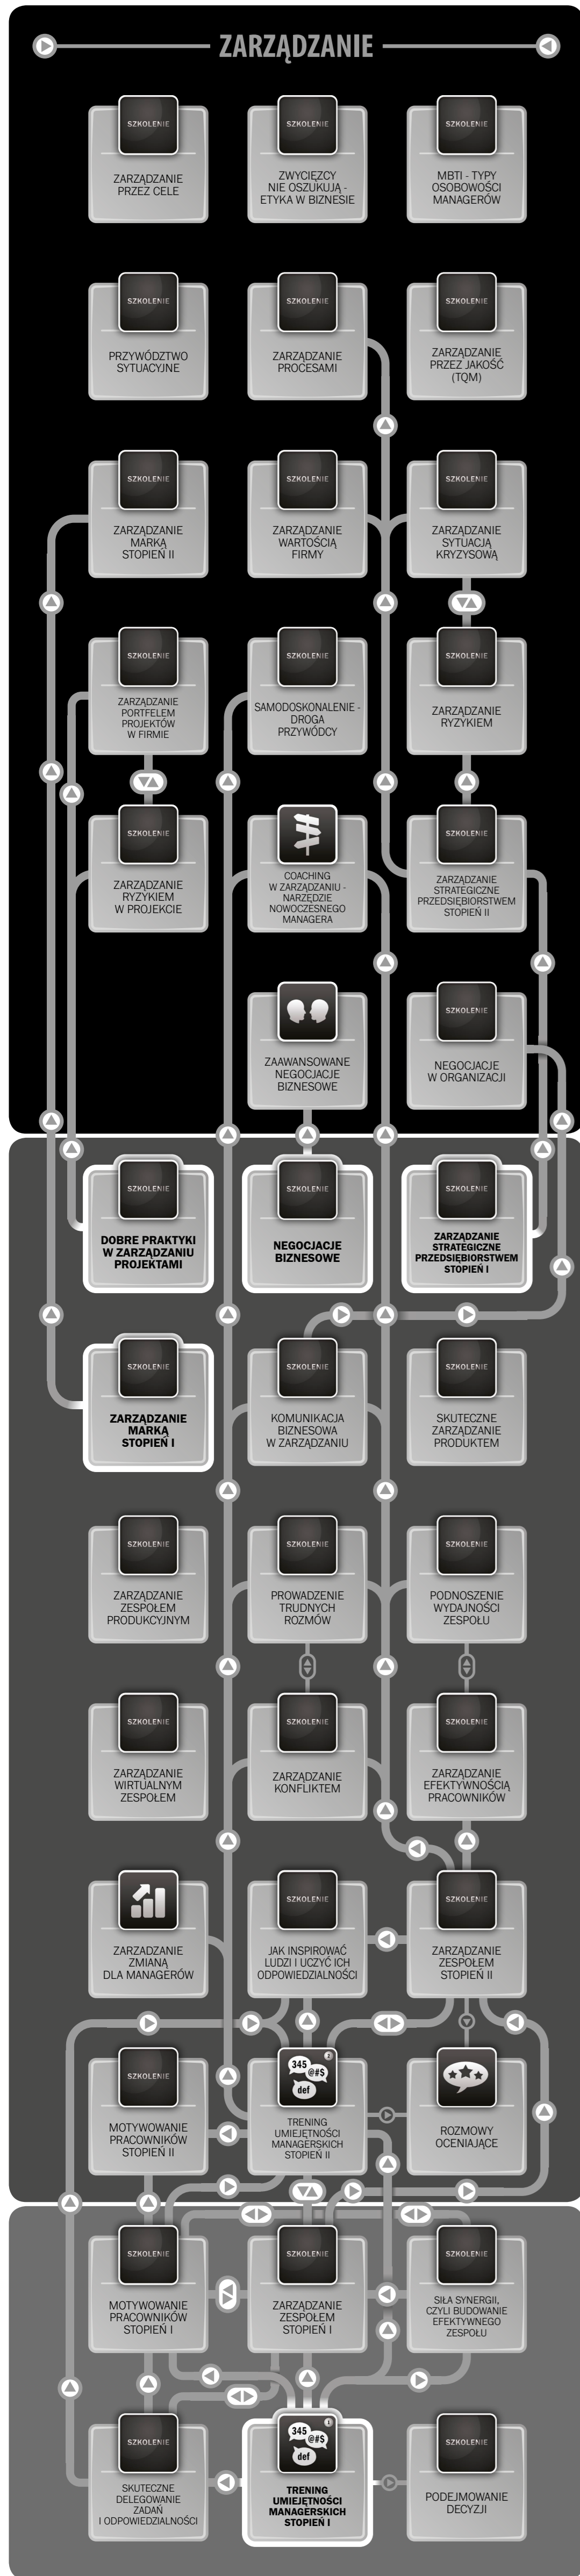 ZARZĄDZANIE
SZKOLENIE
ZARZĄDZANIE
PRZEZ CELE
SZKOLENIE
ZWYCIĘZCY
NIE OSZUKUJĄ -
ETYKA W BIZNESIE
SZKOLENIE
MBTI - TYPY
OSOBOWOŚCI
MANAGERÓW
SZKOLENIE
PRZYWÓDZTWO
SYTUACYJNE
SZKOLENIE
ZARZĄDZANIE
PROCESAMI
SZKOLENIE
ZARZĄDZANIE
PRZEZ JAKOŚĆ
(TQM)
SZKOLENIE
ZARZĄDZANIE
MARKĄ
STOPIEŃ II
SZKOLENIE
ZARZĄDZANIE
WARTOŚCIĄ
FIRMY
SZKOLENIE
ZARZĄDZANIE
SYTUACJĄ
KRYZYSOWĄ
SZKOLENIE
ZARZĄDZANIE
PORTFELEM
PROJEKTÓW
W FIRMIE
SZKOLENIE
SAMODOSKONALENIE -
DROGA
PRZYWÓDCY
SZKOLENIE
ZARZĄDZANIE
RYZYKIEM
SZKOLENIE
ZARZĄDZANIE
RYZYKIEM
W PROJEKCIE
COACHING
W ZARZĄDZANIU -
NARZĘDZIE
NOWOCZESNEGO
MANAGERA
SZKOLENIE
ZARZĄDZANIE
STRATEGICZNE
PRZEDSIĘBIORSTWEM
STOPIEŃ II
ZAAWANSOWANE
NEGOCJACJE
BIZNESOWE
SZKOLENIE
NEGOCJACJE
W ORGANIZACJI
SZKOLENIE
DOBRE PRAKTYKI
W ZARZĄDZANIU
PROJEKTAMI
SZKOLENIE
NEGOCJACJE
BIZNESOWE
SZKOLENIE
ZARZĄDZANIE
STRATEGICZNE
PRZEDSIĘBIORSTWEM
STOPIEŃ I
SZKOLENIE
ZARZĄDZANIE
MARKĄ
STOPIEŃ I
SZKOLENIE
KOMUNIKACJA
BIZNESOWA
W ZARZĄDZANIU
SZKOLENIE
SKUTECZNE
ZARZĄDZANIE
PRODUKTEM
SZKOLENIE
ZARZĄDZANIE
ZESPOŁEM
PRODUKCYJNYM
SZKOLENIE
PROWADZENIE
TRUDNYCH
ROZMÓW
SZKOLENIE
PODNOSZENIE
WYDAJNOŚCI
ZESPOŁU
SZKOLENIE
ZARZĄDZANIE
WIRTUALNYM
ZESPOŁEM
SZKOLENIE
ZARZĄDZANIE
KONFLIKTEM
SZKOLENIE
ZARZĄDZANIE
EFEKTYWNOŚCIĄ
PRACOWNIKÓW
ZARZADZANIE
ZMIANĄ
DLA MANAGERÓW
SZKOLENIE
JAK INSPIROWAĆ
LUDZI I UCZYĆ ICH
ODPOWIEDZIALNOŚCI
SZKOLENIE
ZARZĄDZANIE
ZESPOŁEM
STOPIEŃ II
SZKOLENIE
MOTYWOWANIE
PRACOWNIKÓW
STOPIEŃ II
2
345
@#$
def
TRENING
UMIEJĘTNOŚCI
MANAGERSKICH
STOPIEŃ II
ROZMOWY
OCENIAJĄCE
SZKOLENIE
MOTYWOWANIE
PRACOWNIKÓW
STOPIEŃ I
SZKOLENIE
ZARZĄDZANIE
ZESPOŁEM
STOPIEŃ I
SZKOLENIE
SIŁA SYNERGII,
CZYLI BUDOWANIE
EFEKTYWNEGO
ZESPOŁU
SZKOLENIE
SKUTECZNE
DELEGOWANIE
ZADAŃ
I ODPOWIEDZIALNOŚCI
1
345
@#$
def
TRENING
UMIEJĘTNOŚCI
MANAGERSKICH
STOPIEŃ I
SZKOLENIE
PODEJMOWANIE
DECYZJI